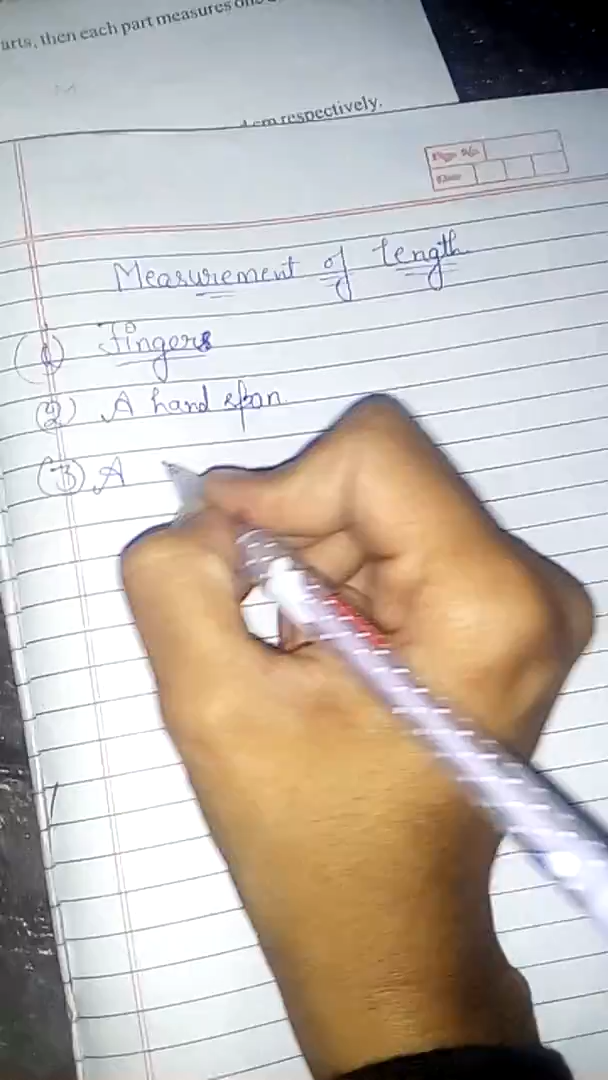 arts, then each part measures one
cm respectively.
Page No.
Date
Measurement of length
(1) Fingers
(2) A hand span
(3) A